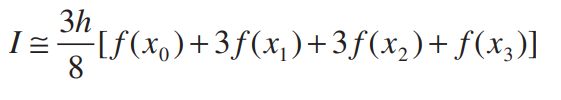 I ≅ 3h/8 [f(x₀)+3f(x₁)+3f(x₂)+f(x₃)]